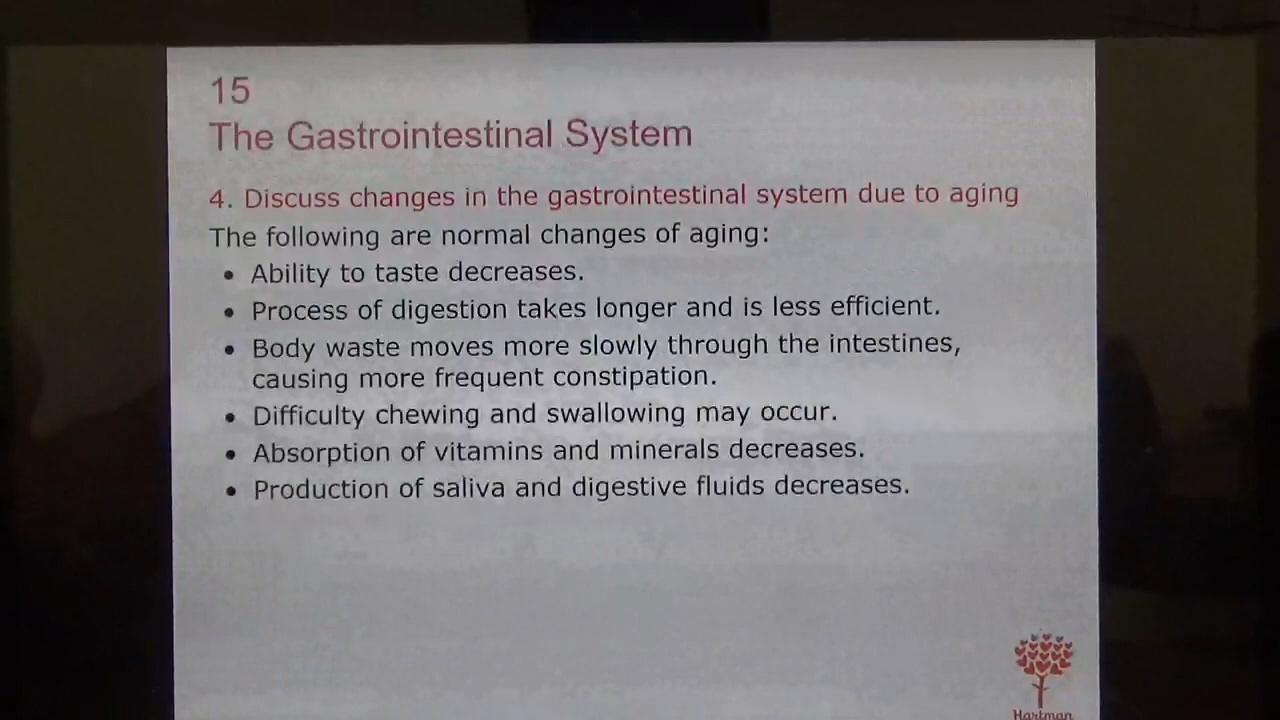 15
The Gastrointestinal System
4. Discuss changes in the gastrointestinal system due to aging
The following are normal changes of aging:
• Ability to taste decreases.
• Process of digestion takes longer and is less efficient.
• Body waste moves more slowly through the intestines,
causing more frequent constipation.
• Difficulty chewing and swallowing may occur.
• Absorption of vitamins and minerals decreases.
• Production of saliva and digestive fluids decreases.
Hartman